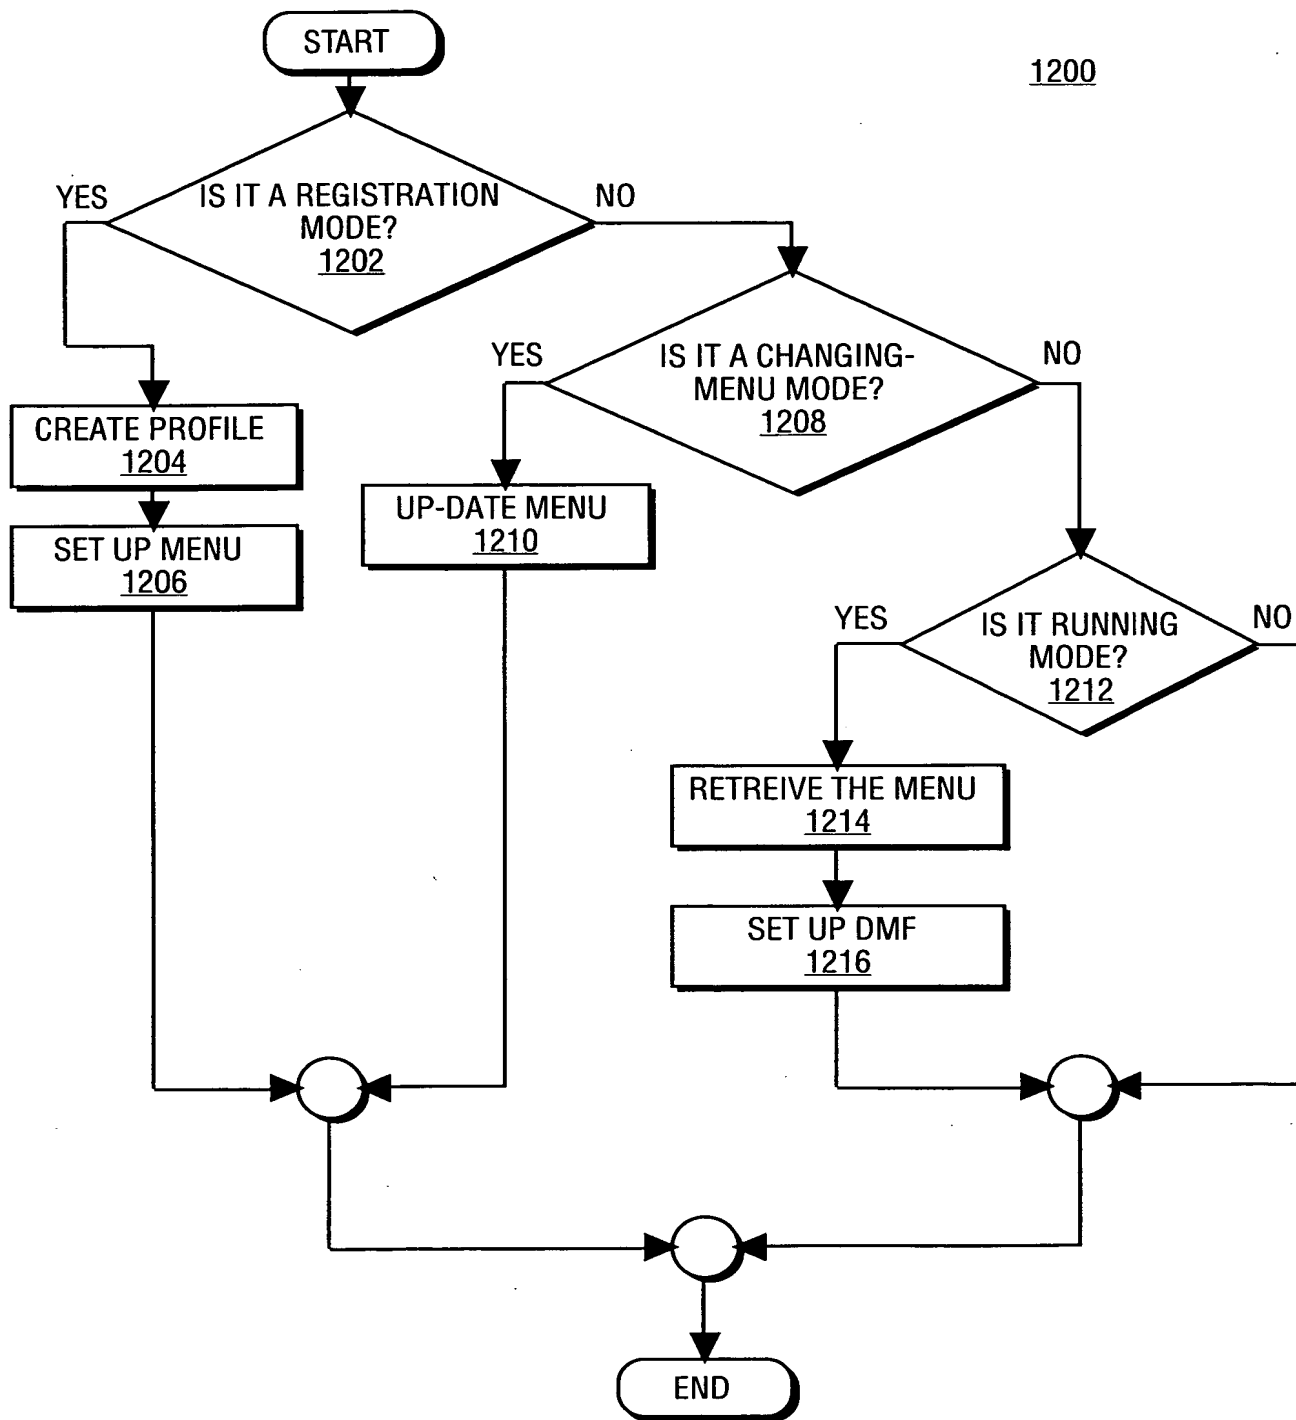 START
1200
YES
IS IT A REGISTRATION
MODE?
1202
NO
YES
IS IT A CHANGING-
MENU MODE?
1208
NO
CREATE PROFILE
1204
UP-DATE MENU
1210
SET UP MENU
1206
YES
IS IT RUNNING
MODE?
1212
NO
RETREIVE THE MENU
1214
SET UP DMF
1216
END